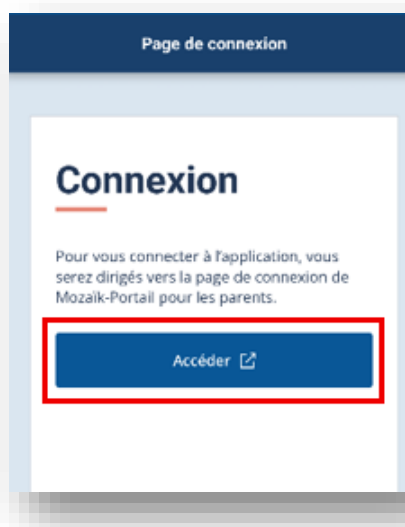 Page de connexion
Connexion
Pour vous connecter à l'application, vous
serez dirigés vers la page de connexion de
Mozaïk-Portail pour les parents.
Accéder